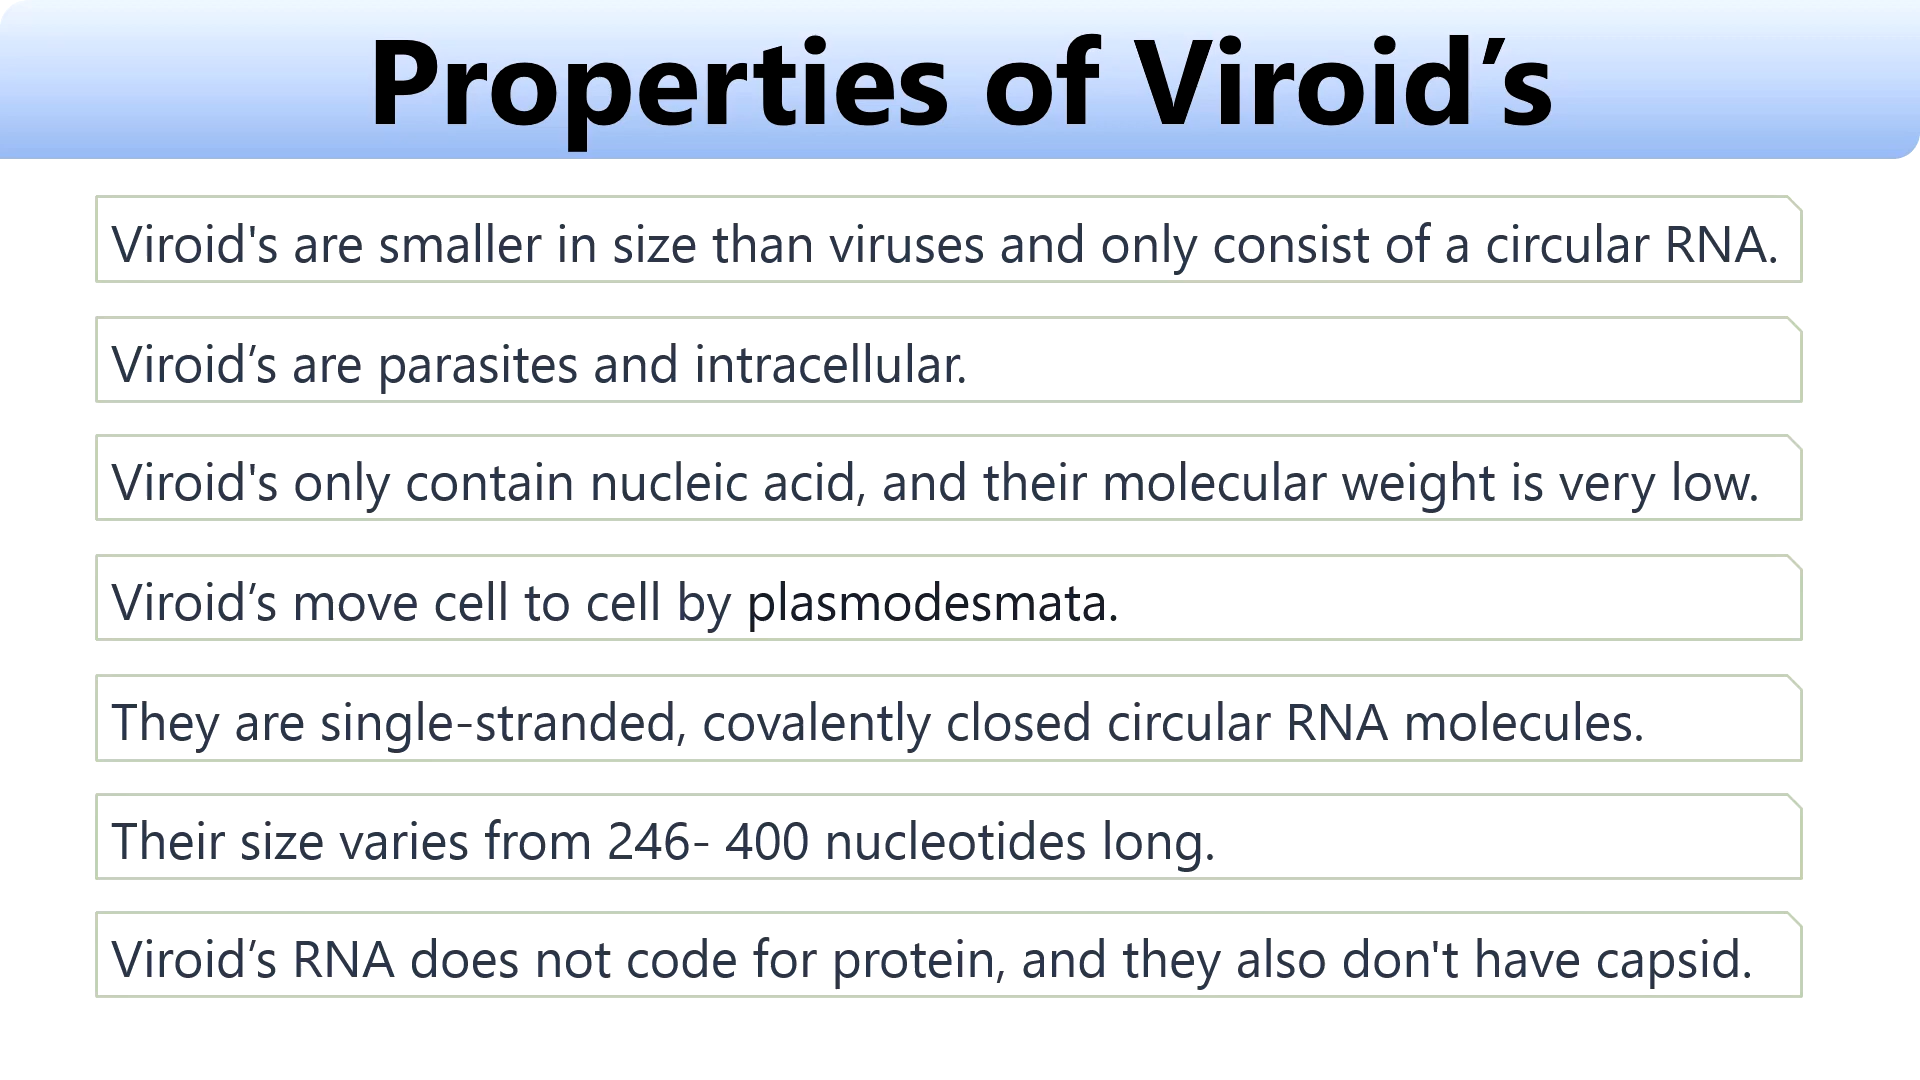 Properties of Viroid’s
Viroid's are smaller in size than viruses and only consist of a circular RNA.
Viroid’s are parasites and intracellular.
Viroid's only contain nucleic acid, and their molecular weight is very low.
Viroid’s move cell to cell by plasmodesmata.
They are single-stranded, covalently closed circular RNA molecules.
Their size varies from 246- 400 nucleotides long.
Viroid’s RNA does not code for protein, and they also don't have capsid.